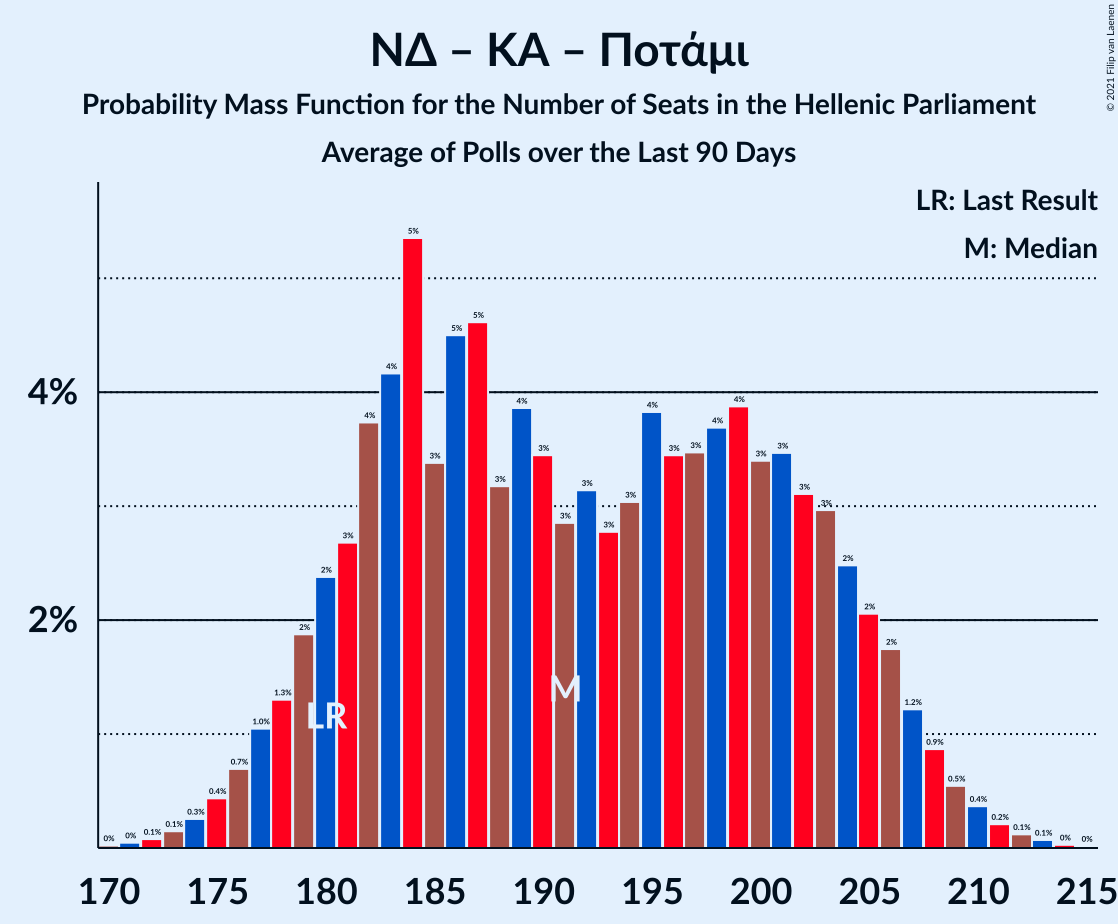 ΝΔ – ΚΑ – Ποτάμι
Probability Mass Function for the Number of Seats in the Hellenic Parliament
Average of Polls over the Last 90 Days
© 2021 Filip van Laenen
LR: Last Result
M: Median
4%
2%
0% 0% 0.1% 0.1% 0.3% 0.4% 0.7% 1.0% 1.3% 2% 2% 3% 4% 4% 5% 3% 5% 5% 3% 4% 3% 3% 3% 3% 3% 4% 3% 3% 4% 4% 3% 3% 3% 3% 2% 2% 2% 1.2% 0.9% 0.5% 0.4% 0.2% 0.1% 0.1% 0% 0%
LR
M
170 175 180 185 190 195 200 205 210 215